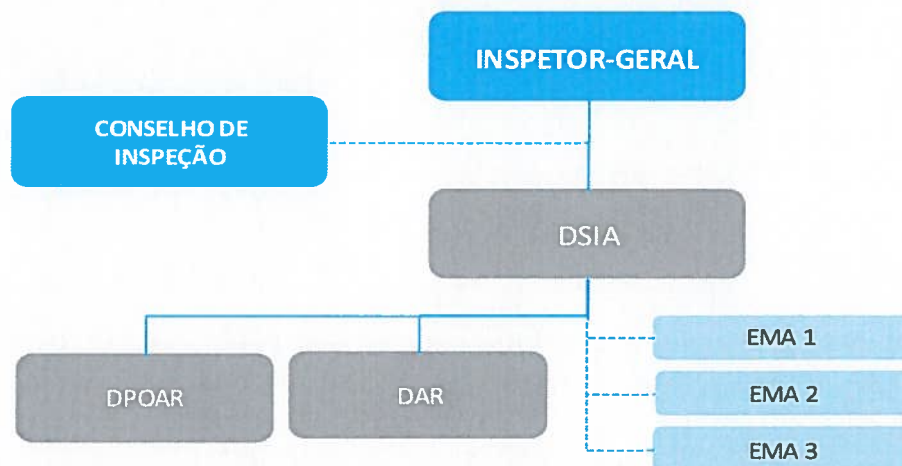 INSPETOR-GERAL
CONSELHO DE
INSPEÇÃO
DSIA
DPOAR
DAR
EMA 1
EMA 2
EMA 3